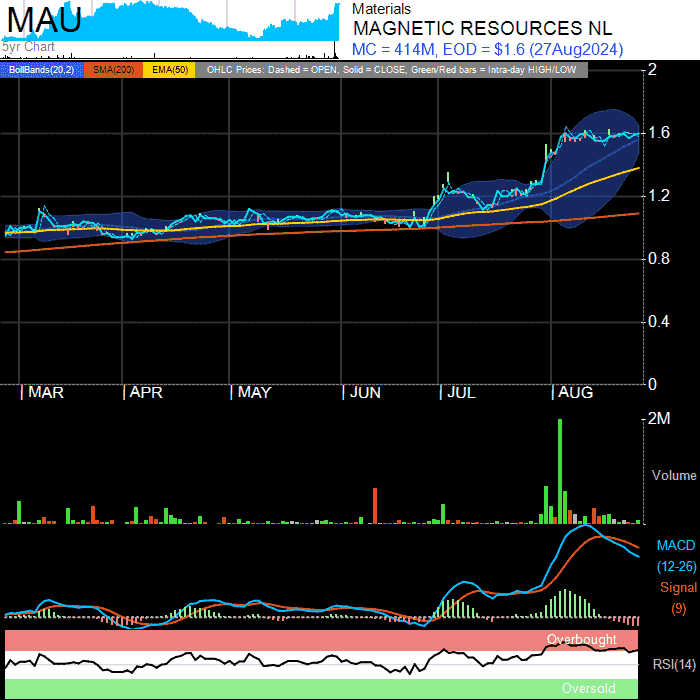 MAU
5yr Chart
Materials
MAGNETIC RESOURCES NL
MC = 414M, EOD = $1.6 (27Aug2024)
BollBands(20,2) SMA(200) EMA(50) OHLC Prices: Dashed = OPEN, Solid = CLOSE, Green/Red bars = Intra-day HIGH/LOW
2
1.6
1.2
0.8
0.4
0
MAR APR MAY JUN JUL AUG
2M
Volume
MACD
(12-26)
Signal
(9)
Overbought
RSI(14)
Oversold